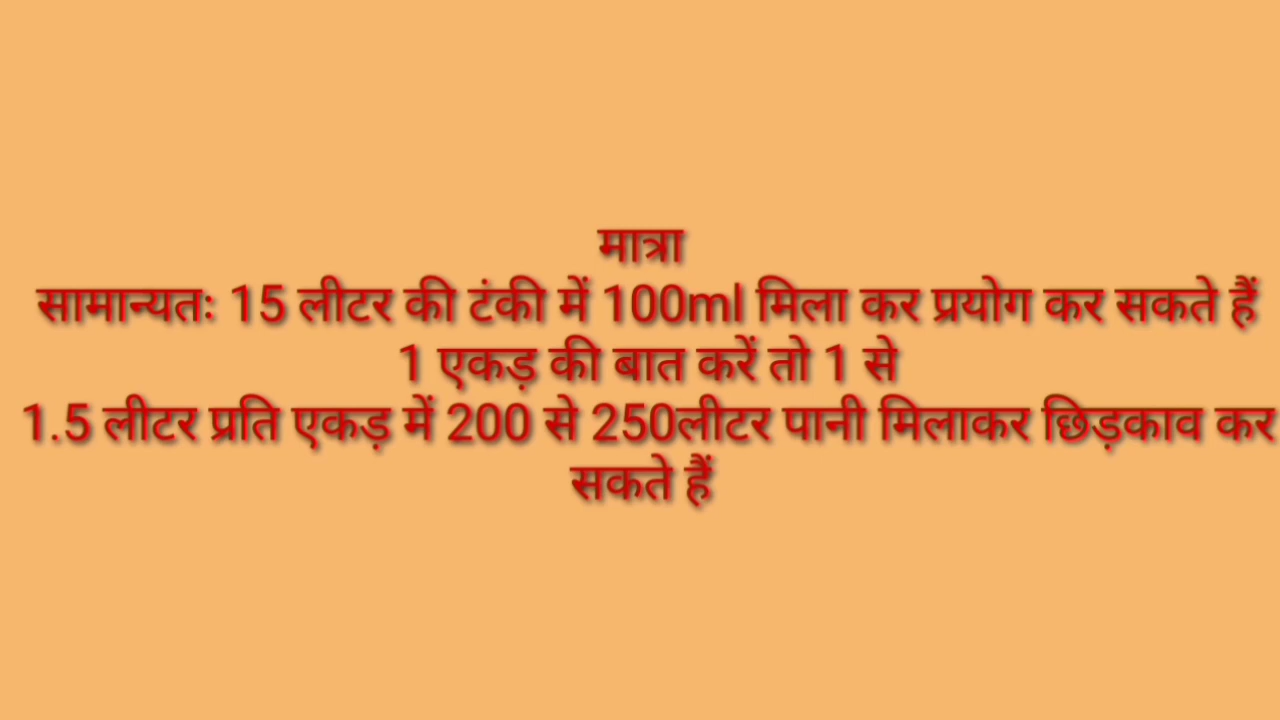 मात्रा
सामान्यतः 15 लीटर की टंकी में 100ml मिला कर प्रयोग कर सकते हैं
1 एकड़ की बात करें तो 1 से
1.5 लीटर प्रति एकड़ में 200 से 250लीटर पानी मिलाकर छिड़काव कर
सकते हैं